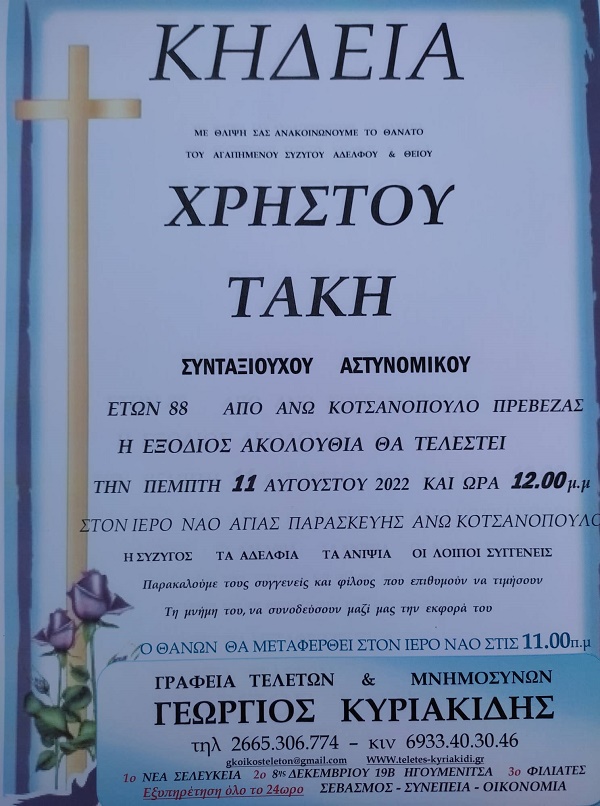 ΚΗΔΕΙΑ
ΜΕ ΘΛΙΨΗ ΣΑΣ ΑΝΑΚΟΙΝΩΝΟΥΜΕ ΤΟ ΘΑΝΑΤΟ
ΤΟΥ ΑΓΑΠΗΜΕΝΟΥ ΣΥΖΥΓΟΥ ΑΔΕΛΦΟΥ & ΘΕΙΟΥ
ΧΡΗΣΤΟΥ
ΤΑΚΗ
ΣΥΝΤΑΞΙΟΥΧΟΥ ΑΣΤΥΝΟΜΙΚΟΥ
ΕΤΩΝ 88 ΑΠΟ ΑΝΩ ΚΟΤΣΑΝΟΠΟΥΛΟ ΠΡΕΒΕΖΑΣ
Η ΕΞΟΔΙΟΣ ΑΚΟΛΟΥΘΙΑ ΘΑ ΤΕΛΕΣΤΕΙ
ΤΗΝ ΠΕΜΠΤΗ 11 ΑΥΓΟΥΣΤΟΥ 2022 ΚΑΙ ΩΡΑ 12.00 μ.μ
ΣΤΟΝ ΙΕΡΟ ΝΑΟ ΑΓΙΑΣ ΠΑΡΑΣΚΕΥΗΣ ΑΝΩ ΚΟΤΣΑΝΟΠΟΥΛΟ
Η ΣΥΖΥΓΟΣ ΤΑ ΑΔΕΛΦΙΑ ΤΑ ΑΝΙΨΙΑ ΟΙ ΛΟΙΠΟΙ ΣΥΓΓΕΝΕΙΣ
Παρακαλούμε τους συγγενείς και φίλους που επιθυμούν να τιμήσουν
Τη μνήμη του, να συνοδεύσουν μαζί μας την εκφορά του
Ο ΘΑΝΩΝ ΘΑ ΜΕΤΑΦΕΡΘΕΙ ΣΤΟΝ ΙΕΡΟ ΝΑΟ ΣΤΙΣ 11.00π.μ
ΓΡΑΦΕΙΑ ΤΕΛΕΤΩΝ & ΜΝΗΜΟΣΥΝΩΝ
ΓΕΩΡΓΙΟΣ ΚΥΡΙΑΚΙΔΗΣ
τηλ 2665.306.774 – κιν 6933.40.30.46
gkoikosteleton@gmail.com WWW.teletes-kyriakidi.gr
1ο ΝΕΑ ΣΕΛΕΥΚΕΙΑ 2ο 8ης ΔΕΚΕΜΒΡΙΟΥ 19Β ΗΓΟΥΜΕΝΙΤΣΑ 3ο ΦΙΛΙΑΤΕΣ
Εξυπηρέτηση όλο το 24ωρο ΣΕΒΑΣΜΟΣ - ΣΥΝΕΠΕΙΑ - ΟΙΚΟΝΟΜΙΑ